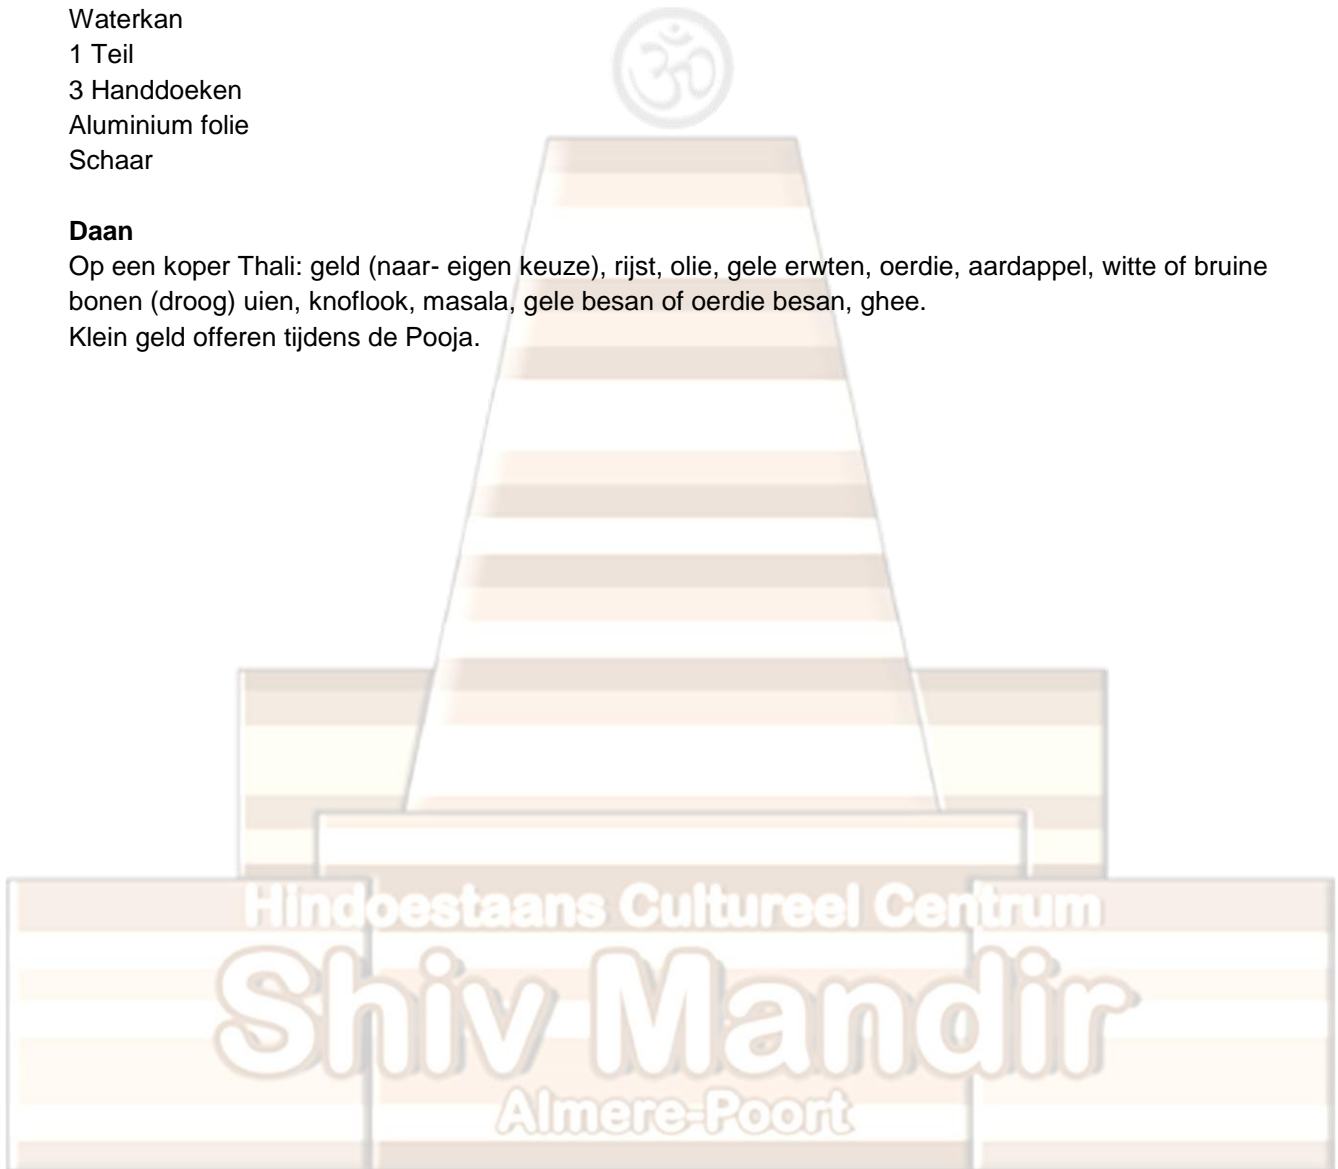 Waterkan
1 Teil
3 Handdoeken
Aluminium folie
Schaar
Daan
Op een koper Thali: geld (naar- eigen keuze), rijst, olie, gele erwten, oerdie, aardappel, witte of bruine
bonen (droog) uien, knoflook, masala, gele besan of oerdie besan, ghee.
Klein geld offeren tijdens de Pooja.
ॐ
Hindoestaans Cultureel Centrum
Shiv Mandir
Almere-Poort